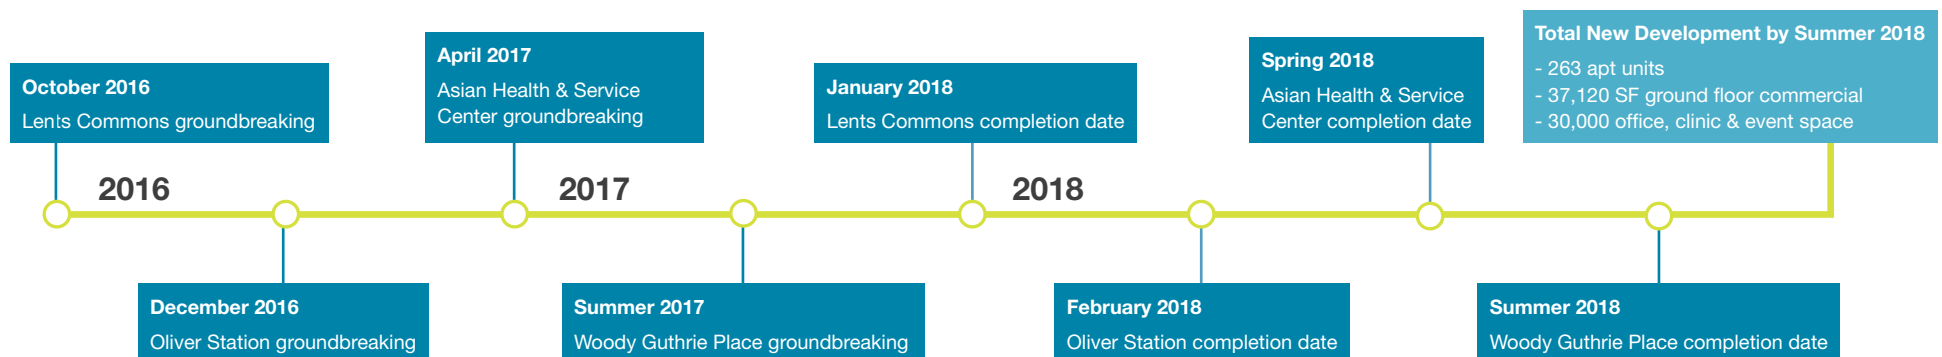 October 2016
Lents Commons groundbreaking
April 2017
Asian Health & Service
Center groundbreaking
January 2018
Lents Commons completion date
Spring 2018
Asian Health & Service
Center completion date
Total New Development by Summer 2018
- 263 apt units
- 37,120 SF ground floor commercial
- 30,000 office, clinic & event space
2016
2017
2018
December 2016
Oliver Station groundbreaking
Summer 2017
Woody Guthrie Place groundbreaking
February 2018
Oliver Station completion date
Summer 2018
Woody Guthrie Place completion date